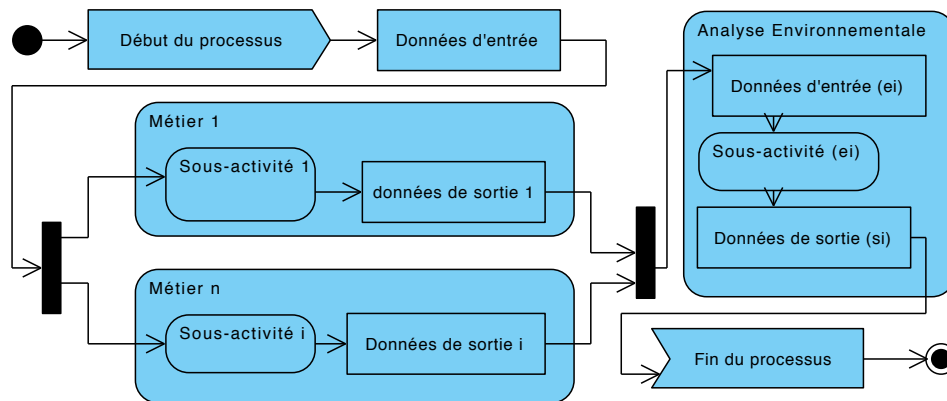 Début du processus
Données d'entrée
Métier 1
Sous-activité 1
données de sortie 1
Métier n
Sous-activité i
Données de sortie i
Analyse Environnementale
Données d'entrée (ei)
Sous-activité (ei)
Données de sortie (si)
Fin du processus